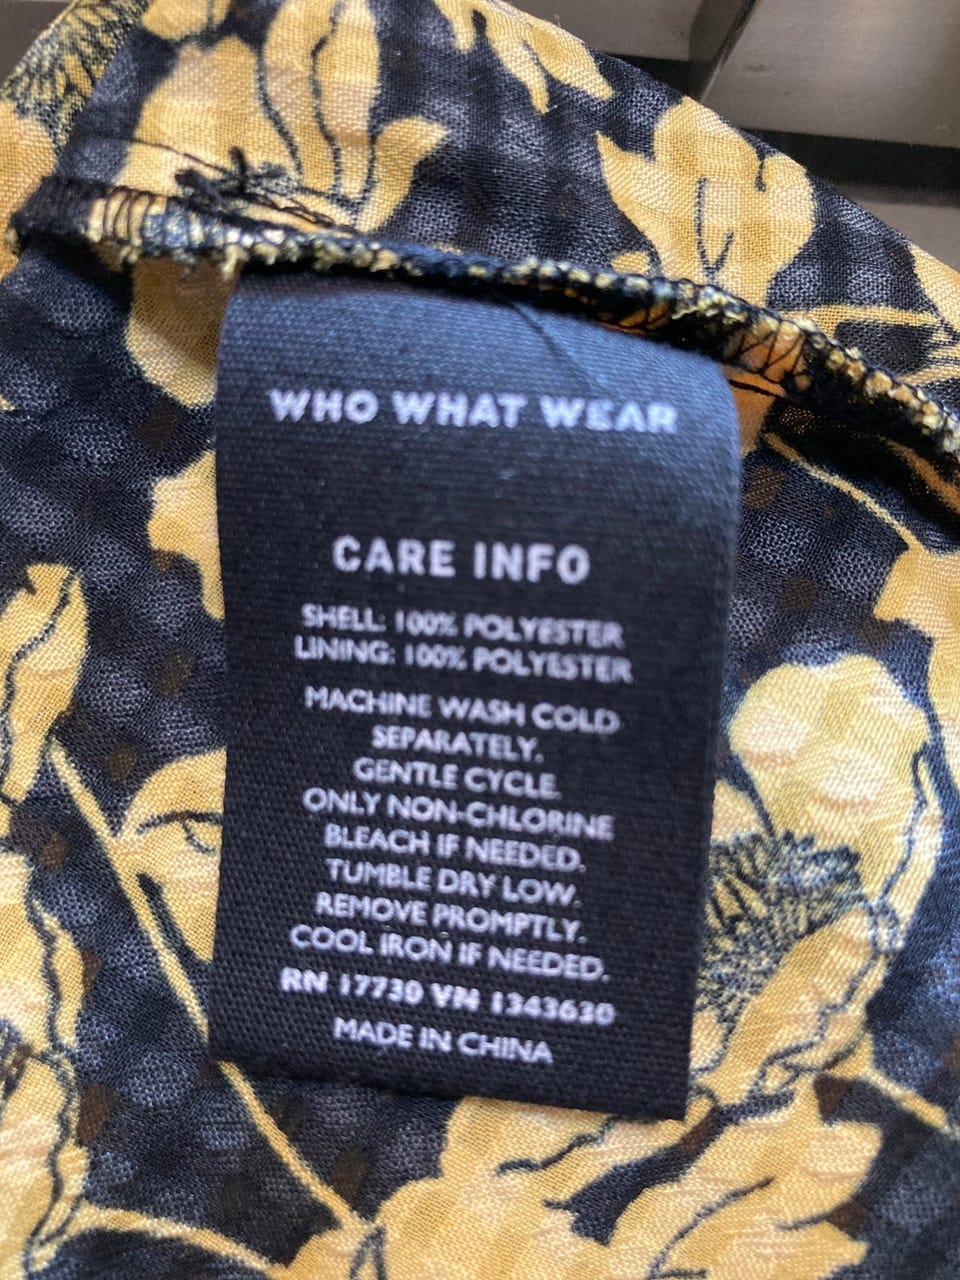 WHO WHAT WEAR
CARE INFO
SHELL: 100% POLYESTER
LINING: 100% POLYESTER
MACHINE WASH COLD
SEPARATELY.
GENTLE CYCLE.
ONLY NON-CHLORINE
BLEACH IF NEEDED.
TUMBLE DRY LOW.
REMOVE PROMPTLY.
COOL IRON IF NEEDED.
RN 17730 VN 1343630
MADE IN CHINA